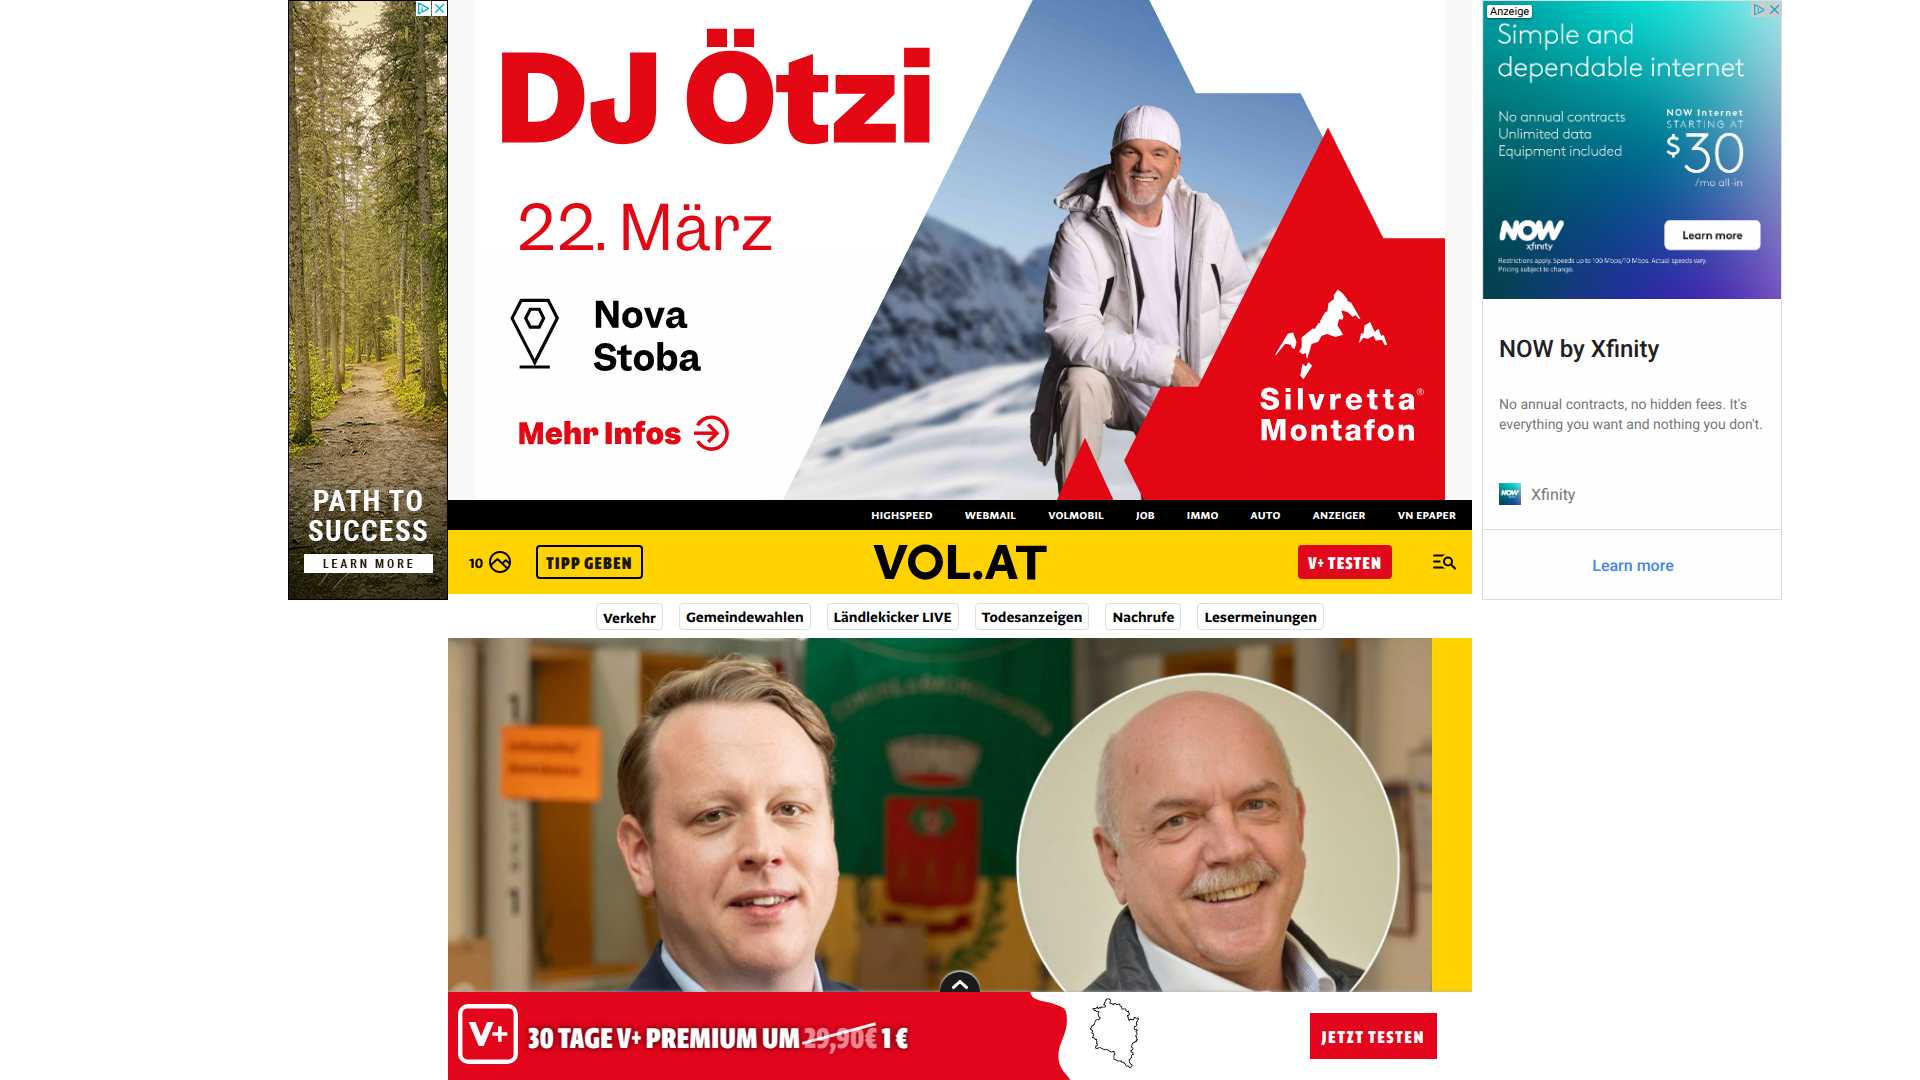 PATH TO
SUCCESS
LEARN MORE
DJ Ötzi
22. März
Nova
Stoba
Mehr Infos
Silvretta®
Montafon
Anzeige
Simple and
dependable internet
No annual contracts
Unlimited data
Equipment included
NOW Internet
STARTING AT
$30
/mo all-in
NOW
xfinity
Learn more
Restrictions apply. Speeds up to 100 Mbps/10 Mbps. Actual speeds vary.
Pricing subject to change.
NOW by Xfinity
No annual contracts, no hidden fees. It's
everything you want and nothing you don't.
NOW
Xfinity
Learn more
HIGHSPEED WEBMAIL VOLMOBIL JOB IMMO AUTO ANZEIGER VN EPAPER
10
TIPP GEBEN
VOL.AT
V+ TESTEN
Verkehr Gemeindewahlen Ländlekicker LIVE Todesanzeigen Nachrufe Lesermeinungen
V+
30 TAGE V+ PREMIUM UM 29,90€ 1 €
JETZT TESTEN